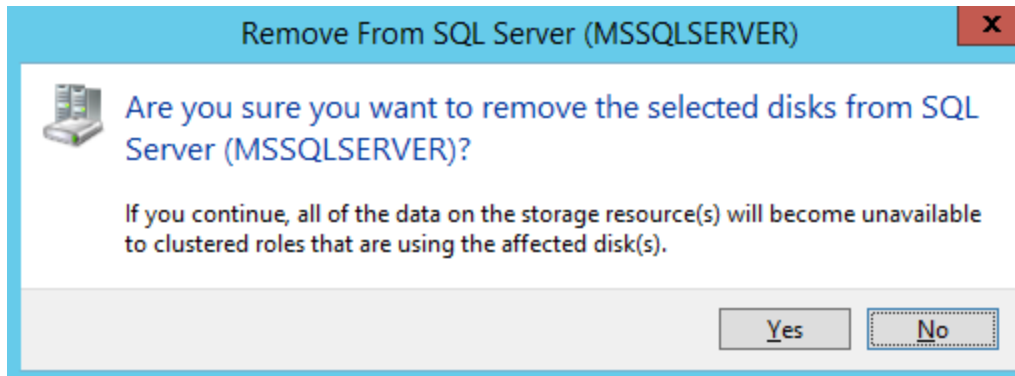 Remove From SQL Server (MSSQLSERVER)
x
Are you sure you want to remove the selected disks from SQL
Server (MSSQLSERVER)?
If you continue, all of the data on the storage resource(s) will become unavailable
to clustered roles that are using the affected disk(s).
Yes
No